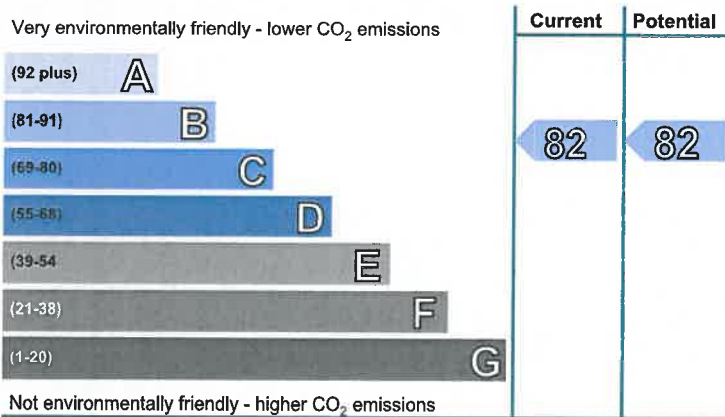 Very environmentally friendly - lower CO₂ emissions
Current
Potential
(92 plus) A
(81-91) B
82
82
(69-80) C
(55-68) D
(39-54 E
(21-38) F
(1-20) G
Not environmentally friendly - higher CO₂ emissions